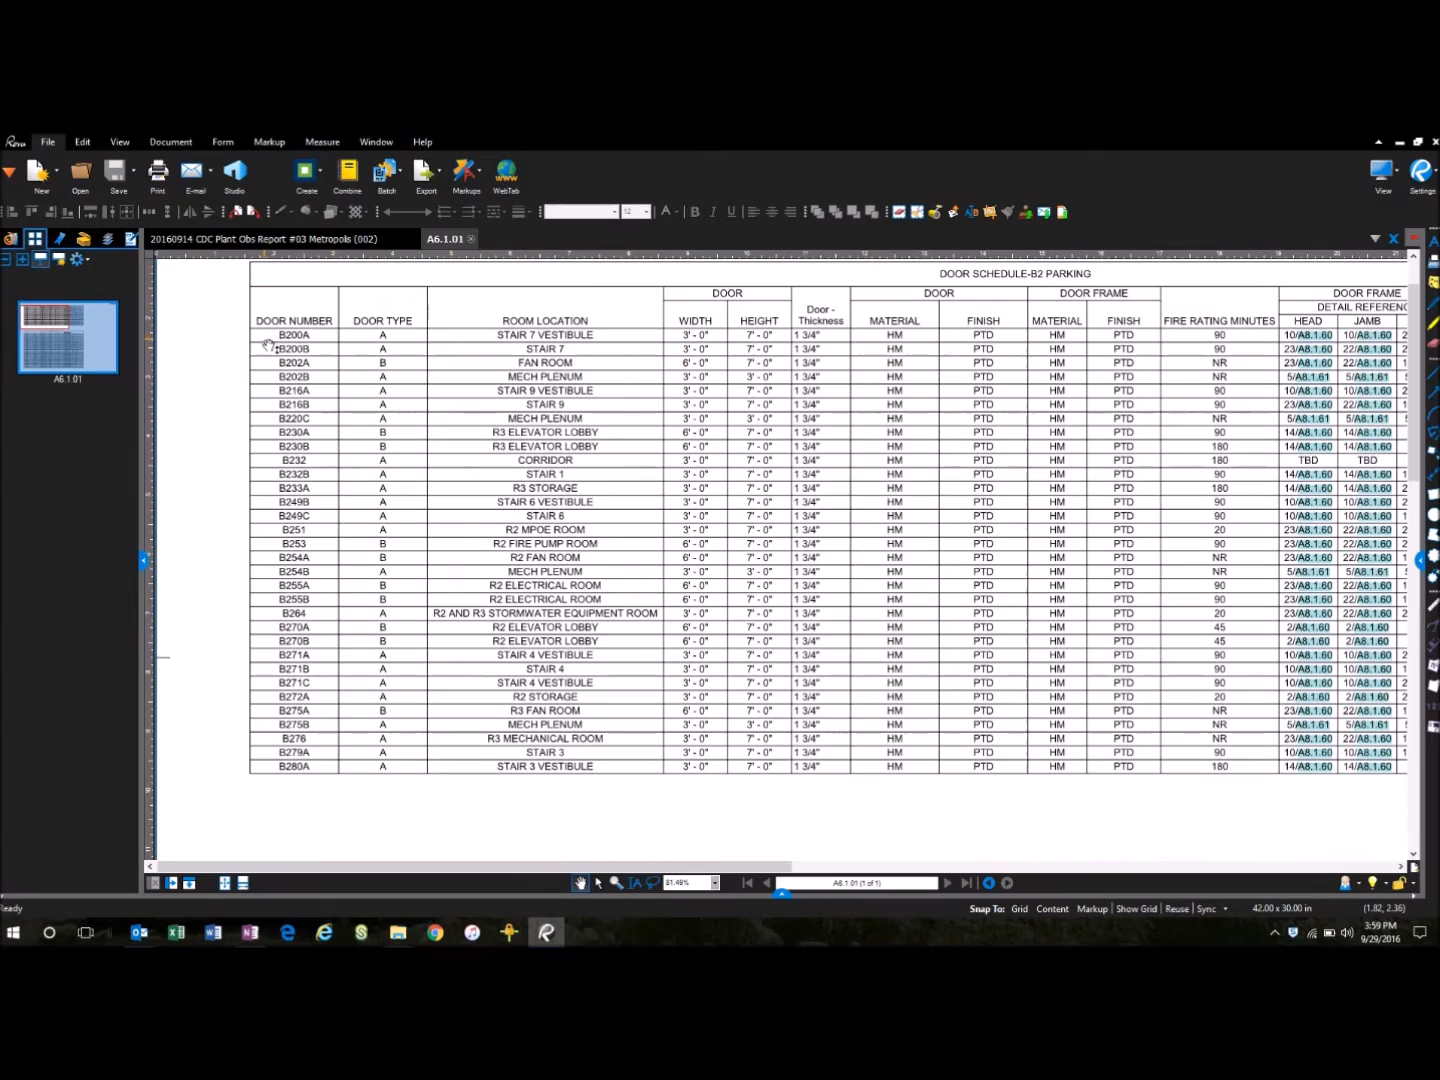 Revu File Edit View Document Form Markup Measure Window Help
New Open Save Print E-mail Studio Create Combine Batch Export Markups WebTab View Settings
12 A B I U
20160914 CDC Plant Obs Report #03 Metropolis (002) A6.1.01
A6.1.01
DOOR SCHEDULE-B2 PARKING
DOOR DOOR DOOR FRAME DOOR FRAME
DETAIL REFERENC
DOOR NUMBER DOOR TYPE ROOM LOCATION WIDTH HEIGHT Door - Thickness MATERIAL FINISH MATERIAL FINISH FIRE RATING MINUTES HEAD JAMB
B200A A STAIR 7 VESTIBULE 3' - 0" 7' - 0" 1 3/4" HM PTD HM PTD 90 10/A8.1.60 10/A8.1.60 2
B200B A STAIR 7 3' - 0" 7' - 0" 1 3/4" HM PTD HM PTD 90 23/A8.1.60 22/A8.1.60 2
B202A B FAN ROOM 6' - 0" 7' - 0" 1 3/4" HM PTD HM PTD NR 23/A8.1.60 22/A8.1.60 1
B202B A MECH PLENUM 3' - 0" 3' - 0" 1 3/4" HM PTD HM PTD NR 5/A8.1.61 5/A8.1.61
B216A A STAIR 9 VESTIBULE 3' - 0" 7' - 0" 1 3/4" HM PTD HM PTD 90 10/A8.1.60 10/A8.1.60 2
B216B A STAIR 9 3' - 0" 7' - 0" 1 3/4" HM PTD HM PTD 90 23/A8.1.60 22/A8.1.60 1
B220C A MECH PLENUM 3' - 0" 3' - 0" 1 3/4" HM PTD HM PTD NR 5/A8.1.61 5/A8.1.61
B230A B R3 ELEVATOR LOBBY 6' - 0" 7' - 0" 1 3/4" HM PTD HM PTD 90 14/A8.1.60 14/A8.1.60
B230B B R3 ELEVATOR LOBBY 6' - 0" 7' - 0" 1 3/4" HM PTD HM PTD 180 14/A8.1.60 14/A8.1.60
B232 A CORRIDOR 3' - 0" 7' - 0" 1 3/4" HM PTD HM PTD 180 TBD TBD
B232B A STAIR 1 3' - 0" 7' - 0" 1 3/4" HM PTD HM PTD 90 14/A8.1.60 14/A8.1.60 1
B233A A R3 STORAGE 3' - 0" 7' - 0" 1 3/4" HM PTD HM PTD 180 14/A8.1.60 14/A8.1.60 2
B249B A STAIR 6 VESTIBULE 3' - 0" 7' - 0" 1 3/4" HM PTD HM PTD 90 10/A8.1.60 10/A8.1.60 2
B249C A STAIR 6 3' - 0" 7' - 0" 1 3/4" HM PTD HM PTD 90 10/A8.1.60 10/A8.1.60 1
B251 A R2 MPOE ROOM 3' - 0" 7' - 0" 1 3/4" HM PTD HM PTD 20 23/A8.1.60 22/A8.1.60 2
B253 B R2 FIRE PUMP ROOM 6' - 0" 7' - 0" 1 3/4" HM PTD HM PTD 90 23/A8.1.60 22/A8.1.60 2
B254A B R2 FAN ROOM 6' - 0" 7' - 0" 1 3/4" HM PTD HM PTD NR 23/A8.1.60 22/A8.1.60 1
B254B A MECH PLENUM 3' - 0" 3' - 0" 1 3/4" HM PTD HM PTD NR 5/A8.1.61 5/A8.1.61
B255A B R2 ELECTRICAL ROOM 6' - 0" 7' - 0" 1 3/4" HM PTD HM PTD 90 23/A8.1.60 22/A8.1.60 1
B255B B R2 ELECTRICAL ROOM 6' - 0" 7' - 0" 1 3/4" HM PTD HM PTD 90 23/A8.1.60 22/A8.1.60 1
B264 A R2 AND R3 STORMWATER EQUIPMENT ROOM 3' - 0" 7' - 0" 1 3/4" HM PTD HM PTD 20 23/A8.1.60 22/A8.1.60 2
B270A B R2 ELEVATOR LOBBY 6' - 0" 7' - 0" 1 3/4" HM PTD HM PTD 45 2/A8.1.60 2/A8.1.60
B270B B R2 ELEVATOR LOBBY 6' - 0" 7' - 0" 1 3/4" HM PTD HM PTD 45 2/A8.1.60 2/A8.1.60
B271A A STAIR 4 VESTIBULE 3' - 0" 7' - 0" 1 3/4" HM PTD HM PTD 90 10/A8.1.60 10/A8.1.60 2
B271B A STAIR 4 3' - 0" 7' - 0" 1 3/4" HM PTD HM PTD 90 10/A8.1.60 10/A8.1.60 1
B271C A STAIR 4 VESTIBULE 3' - 0" 7' - 0" 1 3/4" HM PTD HM PTD 90 10/A8.1.60 10/A8.1.60 2
B272A A R2 STORAGE 3' - 0" 7' - 0" 1 3/4" HM PTD HM PTD 20 2/A8.1.60 2/A8.1.60 2
B275A B R3 FAN ROOM 6' - 0" 7' - 0" 1 3/4" HM PTD HM PTD NR 23/A8.1.60 22/A8.1.60 1
B275B A MECH PLENUM 3' - 0" 3' - 0" 1 3/4" HM PTD HM PTD NR 5/A8.1.61 5/A8.1.61
B276 A R3 MECHANICAL ROOM 3' - 0" 7' - 0" 1 3/4" HM PTD HM PTD NR 23/A8.1.60 22/A8.1.60 1
B279A A STAIR 3 3' - 0" 7' - 0" 1 3/4" HM PTD HM PTD 90 10/A8.1.60 10/A8.1.60 1
B280A A STAIR 3 VESTIBULE 3' - 0" 7' - 0" 1 3/4" HM PTD HM PTD 180 14/A8.1.60 14/A8.1.60 1
81.49% A6.1.01 (1 of 1)
Ready Snap To: Grid Content Markup Show Grid Reuse Sync 42.00 x 30.00 in (1.82, 2.36)
3:59 PM
9/29/2016